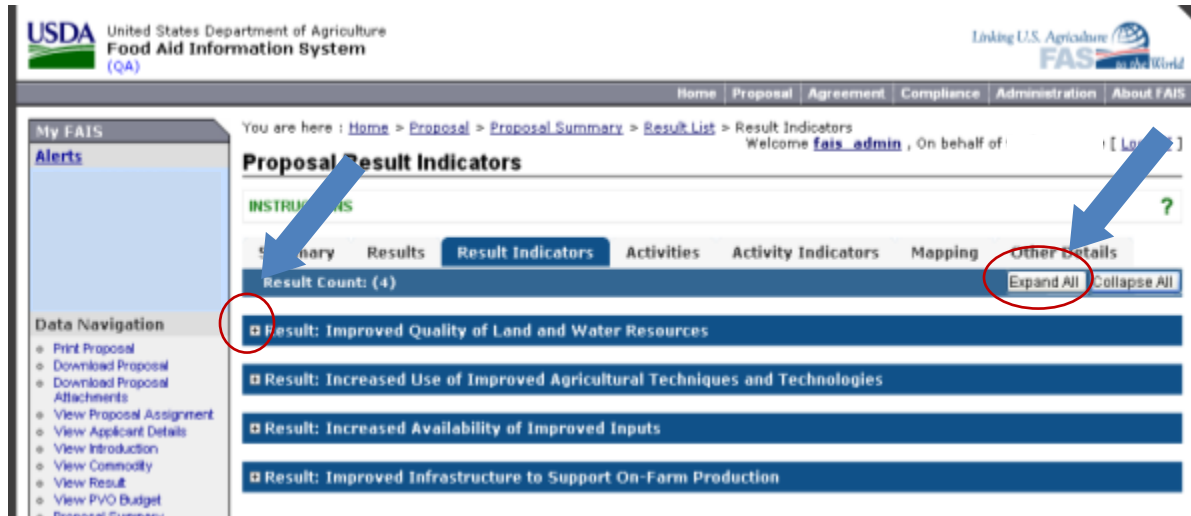 USDA United States Department of Agriculture
Food Aid Information System
(QA)
Linking U.S. Agriculture
FAS to the World
Home Proposal Agreement Compliance Administration About FAIS
My FAIS
Alerts
You are here : Home > Proposal > Proposal Summary > Result List > Result Indicators
Welcome fais_admin , On behalf of [ ]
Proposal Result Indicators
INSTRUCTIONS ?
Summary Results Result Indicators Activities Activity Indicators Mapping Other Details
Result Count: (4) Expand All Collapse All
Result: Improved Quality of Land and Water Resources
Result: Increased Use of Improved Agricultural Techniques and Technologies
Result: Increased Availability of Improved Inputs
Result: Improved Infrastructure to Support On-Farm Production
Data Navigation
Print Proposal
Download Proposal
Download Proposal
Attachments
View Proposal Assignment
View Applicant Details
View Introduction
View Commodity
View Result
View PVO Budget
Proposal Summary